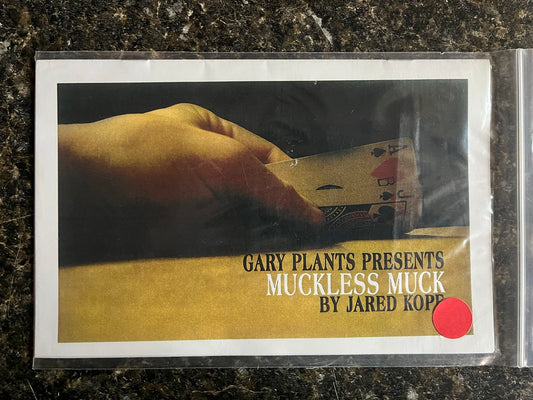 GARY PLANTS PRESENTS
MUCKLESS MUCK
BY JARED KOPF